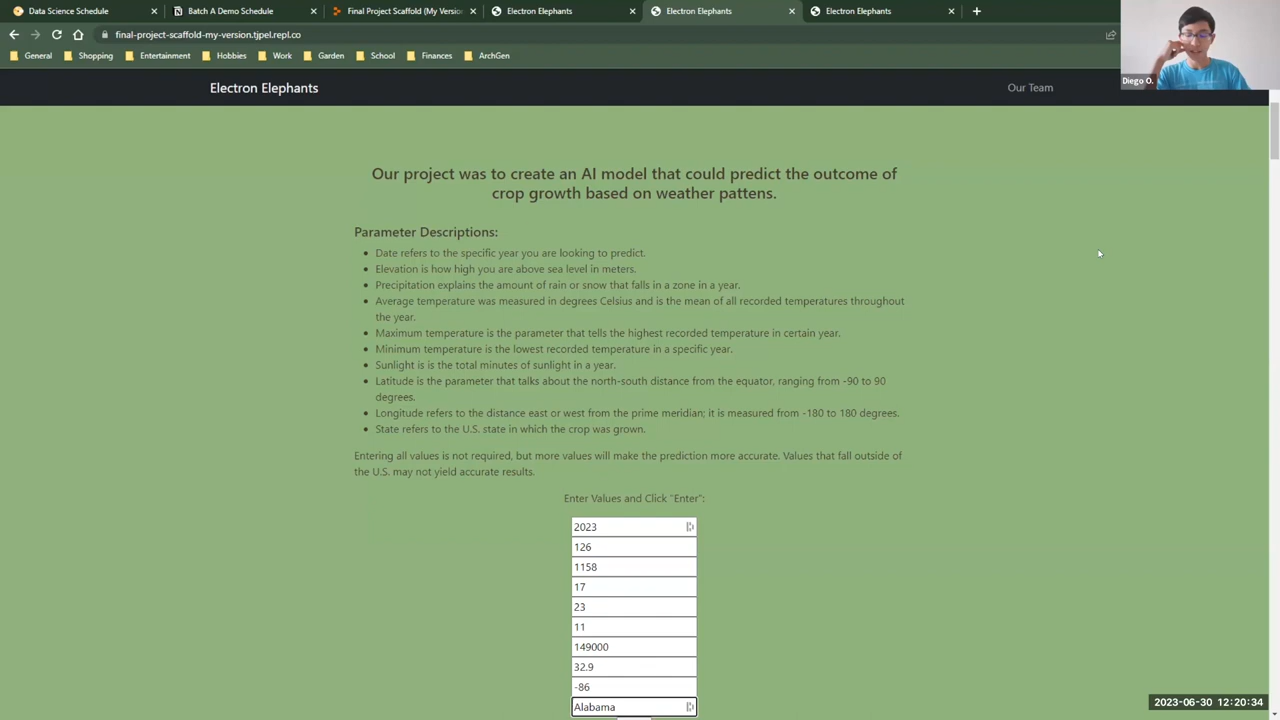 Data Science Schedule
Batch A Demo Schedule
Final Project Scaffold (My Versio
Electron Elephants
Electron Elephants
Electron Elephants
final-project-scaffold-my-version.tjpel.repl.co
General
Shopping
Entertainment
Hobbies
Work
Garden
School
Finances
ArchGen
Diego O.
Electron Elephants
Our Team
Our project was to create an AI model that could predict the outcome of
crop growth based on weather pattens.
Parameter Descriptions:
Date refers to the specific year you are looking to predict.
Elevation is how high you are above sea level in meters.
Precipitation explains the amount of rain or snow that falls in a zone in a year.
Average temperature was measured in degrees Celsius and is the mean of all recorded temperatures throughout
the year.
Maximum temperature is the parameter that tells the highest recorded temperature in certain year.
Minimum temperature is the lowest recorded temperature in a specific year.
Sunlight is is the total minutes of sunlight in a year.
Latitude is the parameter that talks about the north-south distance from the equator, ranging from -90 to 90
degrees.
Longitude refers to the distance east or west from the prime meridian; it is measured from -180 to 180 degrees.
State refers to the U.S. state in which the crop was grown.
Entering all values is not required, but more values will make the prediction more accurate. Values that fall outside of
the U.S. may not yield accurate results.
Enter Values and Click "Enter":
2023
126
1158
17
23
11
149000
32.9
-86
Alabama
2023-06-30 12:20:34